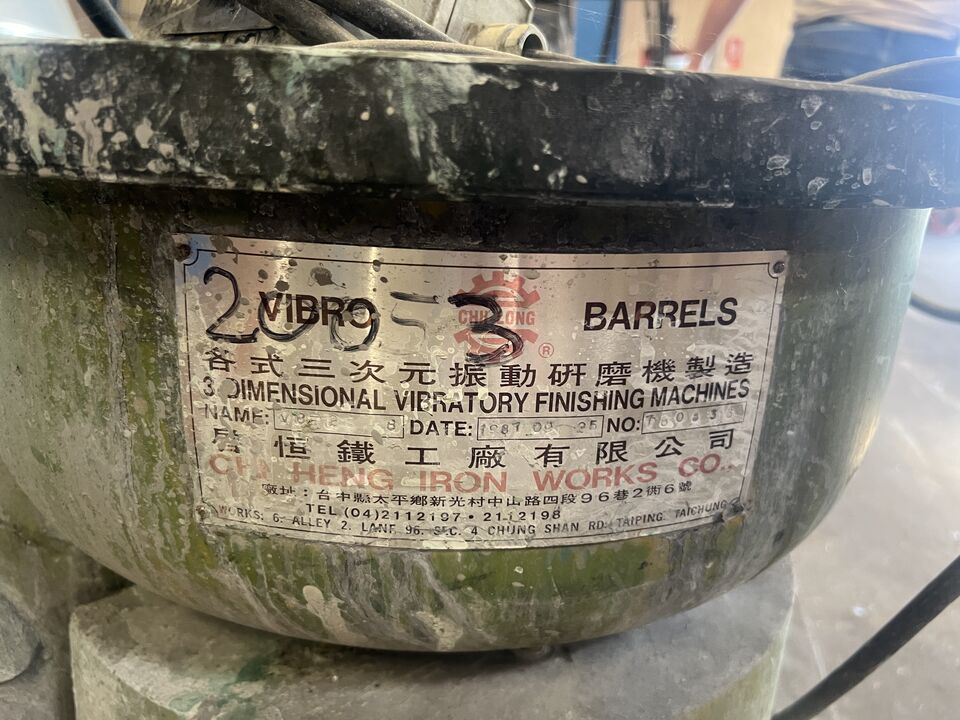 VIBRO BARRELS
20053
CHI LONG
®
各式三次元振動研磨機製造
3 DIMENSIONAL VIBRATORY FINISHING MACHINES
NAME: DATE: NO:
恒鐵工廠有限公司
CHI HENG IRON WORKS CO.,
廠址:台中縣太平鄉新光村中山路四段96巷2衖6號
TEL (04)2112197・2112198
WORKS: 6. ALLEY 2. LANE 96. SEC. 4 CHUNG SHAN RD. TAIPING. TAICHUNG